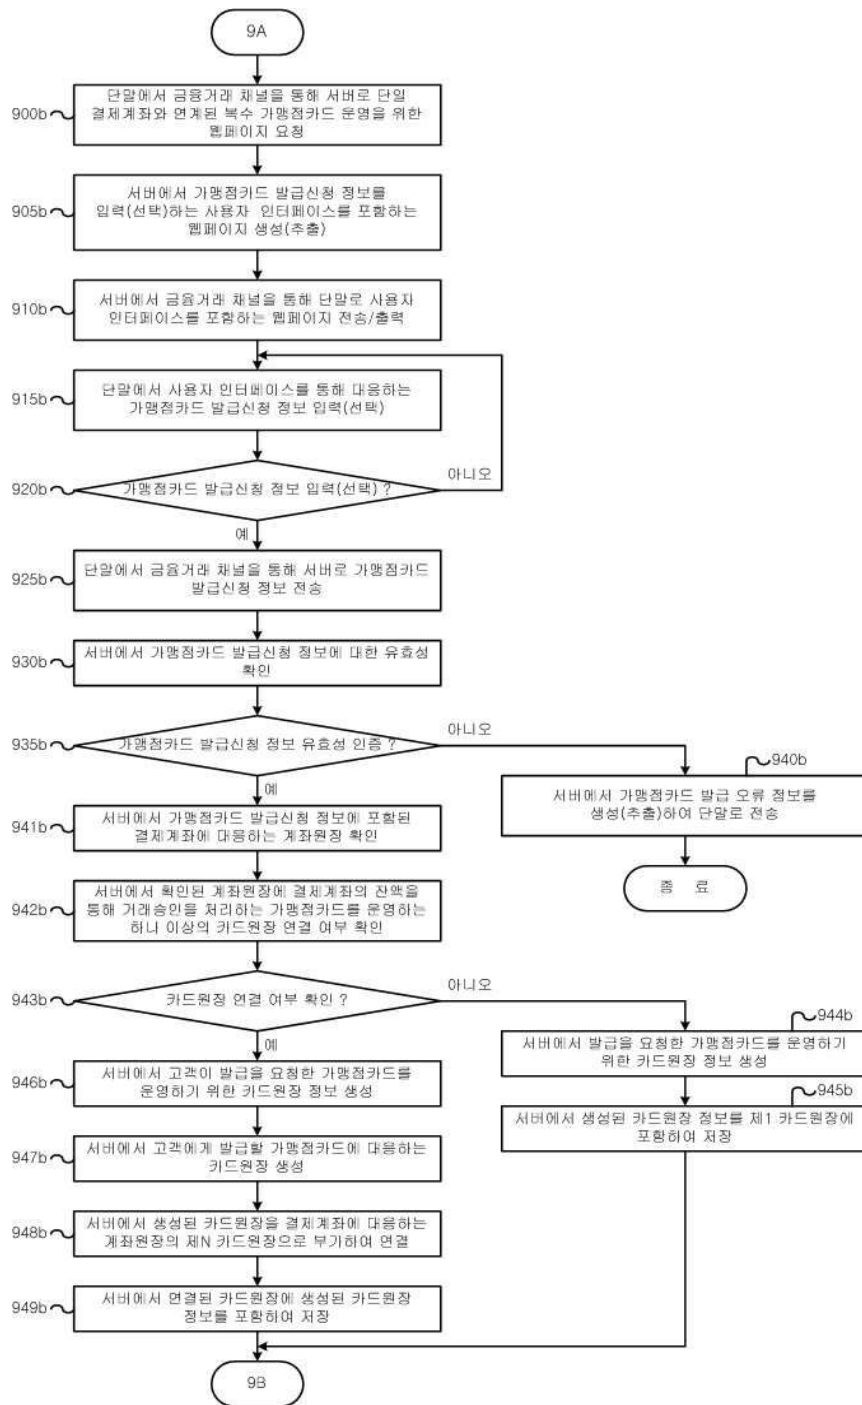 9A
900b
단말에서 금융거래 채널을 통해 서버로 단일
결제계좌와 연계된 복수 가맹점카드 운영을 위한
웹페이지 요청
905b
서버에서 가맹점카드 발급신청 정보를
입력(선택)하는 사용자 인터페이스를 포함하는
웹페이지 생성(추출)
910b
서버에서 금융거래 채널을 통해 단말로 사용자
인터페이스를 포함하는 웹페이지 전송/출력
915b
단말에서 사용자 인터페이스를 통해 대응하는
가맹점카드 발급신청 정보 입력(선택)
920b
가맹점카드 발급신청 정보 입력(선택) ?
아니오
예
925b
단말에서 금융거래 채널을 통해 서버로 가맹점카드
발급신청 정보 전송
930b
서버에서 가맹점카드 발급신청 정보에 대한 유효성
확인
935b
가맹점카드 발급신청 정보 유효성 인증 ?
아니오
예
940b
서버에서 가맹점카드 발급 오류 정보를
생성(추출)하여 단말로 전송
종 료
941b
서버에서 가맹점카드 발급신청 정보에 포함된
결제계좌에 대응하는 계좌원장 확인
942b
서버에서 확인된 계좌원장에 결제계좌의 잔액을
통해 거래승인을 처리하는 가맹점카드를 운영하는
하나 이상의 카드원장 연결 여부 확인
943b
카드원장 연결 여부 확인 ?
아니오
예
944b
서버에서 발급을 요청한 가맹점카드를 운영하기
위한 카드원장 정보 생성
945b
서버에서 생성된 카드원장 정보를 제1 카드원장에
포함하여 저장
946b
서버에서 고객이 발급을 요청한 가맹점카드를
운영하기 위한 카드원장 정보 생성
947b
서버에서 고객에게 발급할 가맹점카드에 대응하는
카드원장 생성
948b
서버에서 생성된 카드원장을 결제계좌에 대응하는
계좌원장의 제N 카드원장으로 부가하여 연결
949b
서버에서 연결된 카드원장에 생성된 카드원장
정보를 포함하여 저장
9B